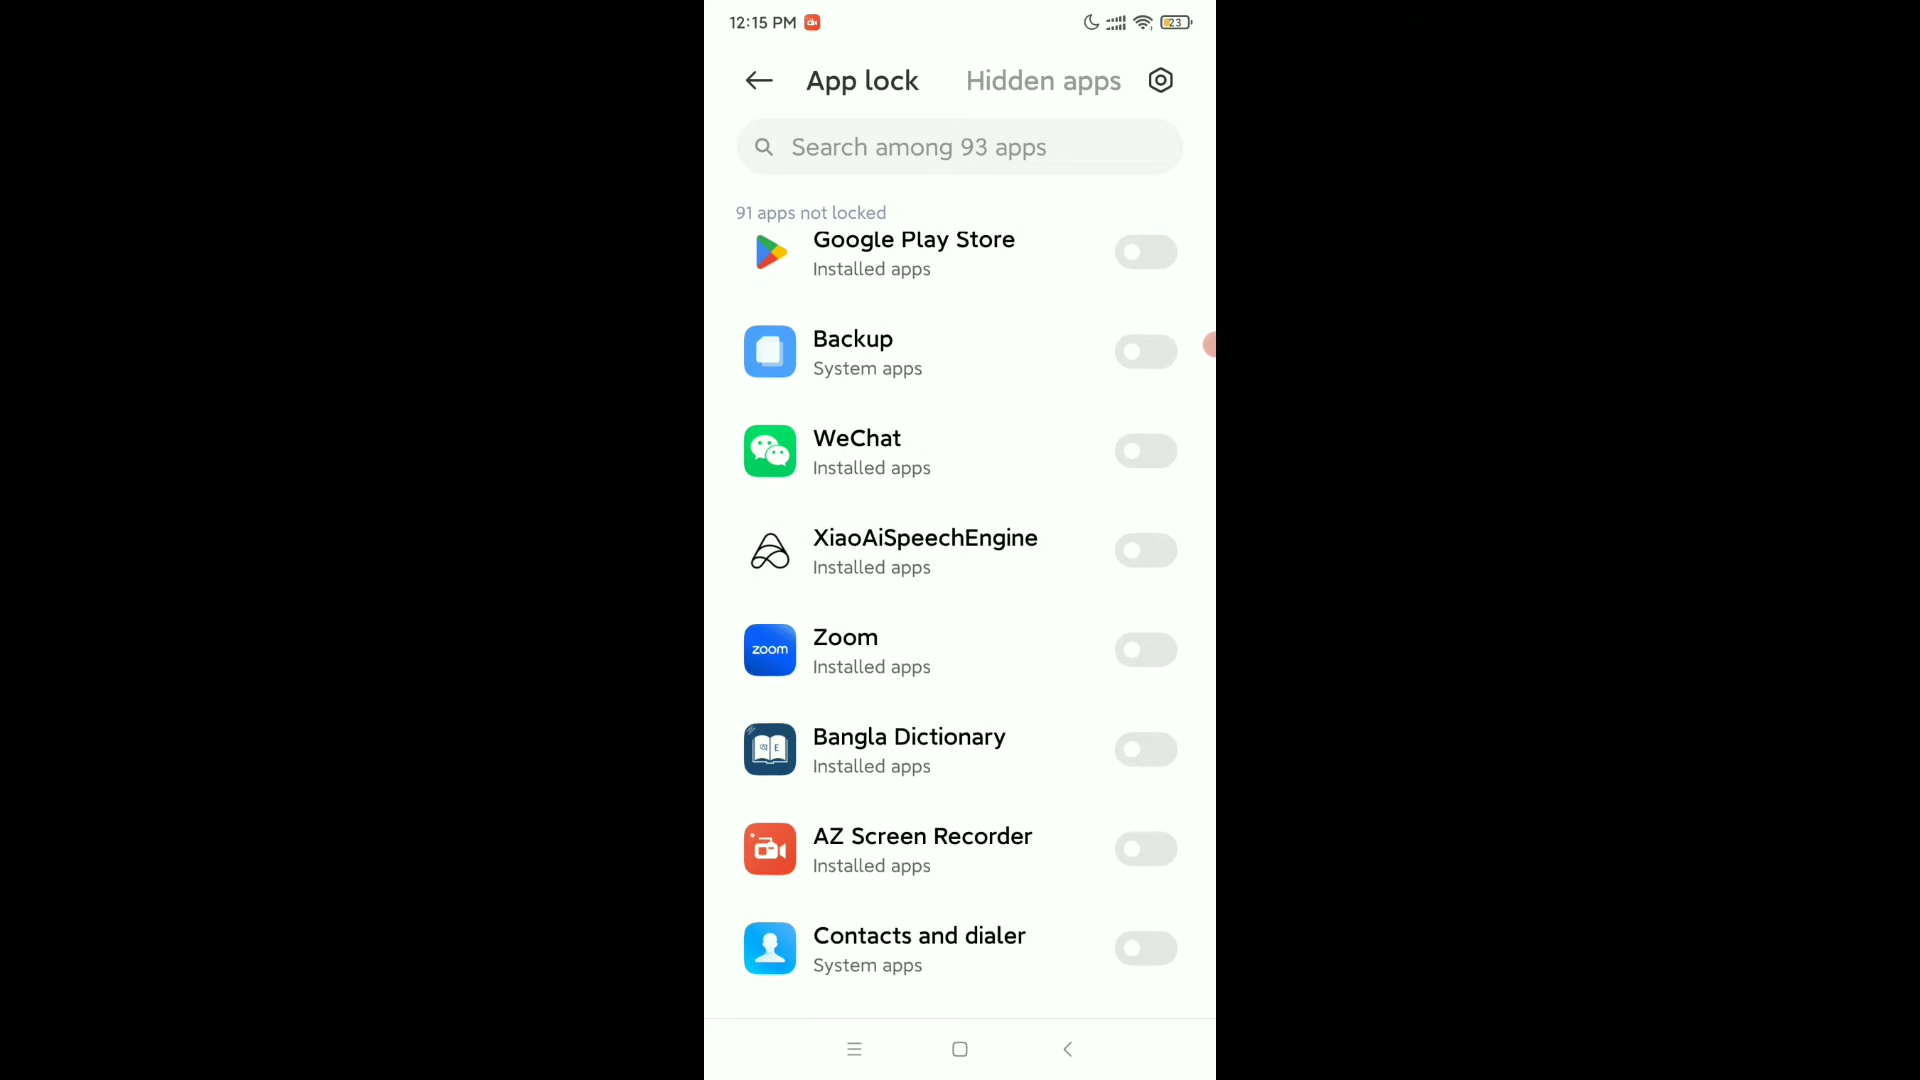 12:15 PM
23
App lock
Hidden apps
Search among 93 apps
91 apps not locked
Google Play Store
Installed apps
Backup
System apps
WeChat
Installed apps
XiaoAiSpeechEngine
Installed apps
zoom
Zoom
Installed apps
অ E
Bangla Dictionary
Installed apps
AZ Screen Recorder
Installed apps
Contacts and dialer
System apps